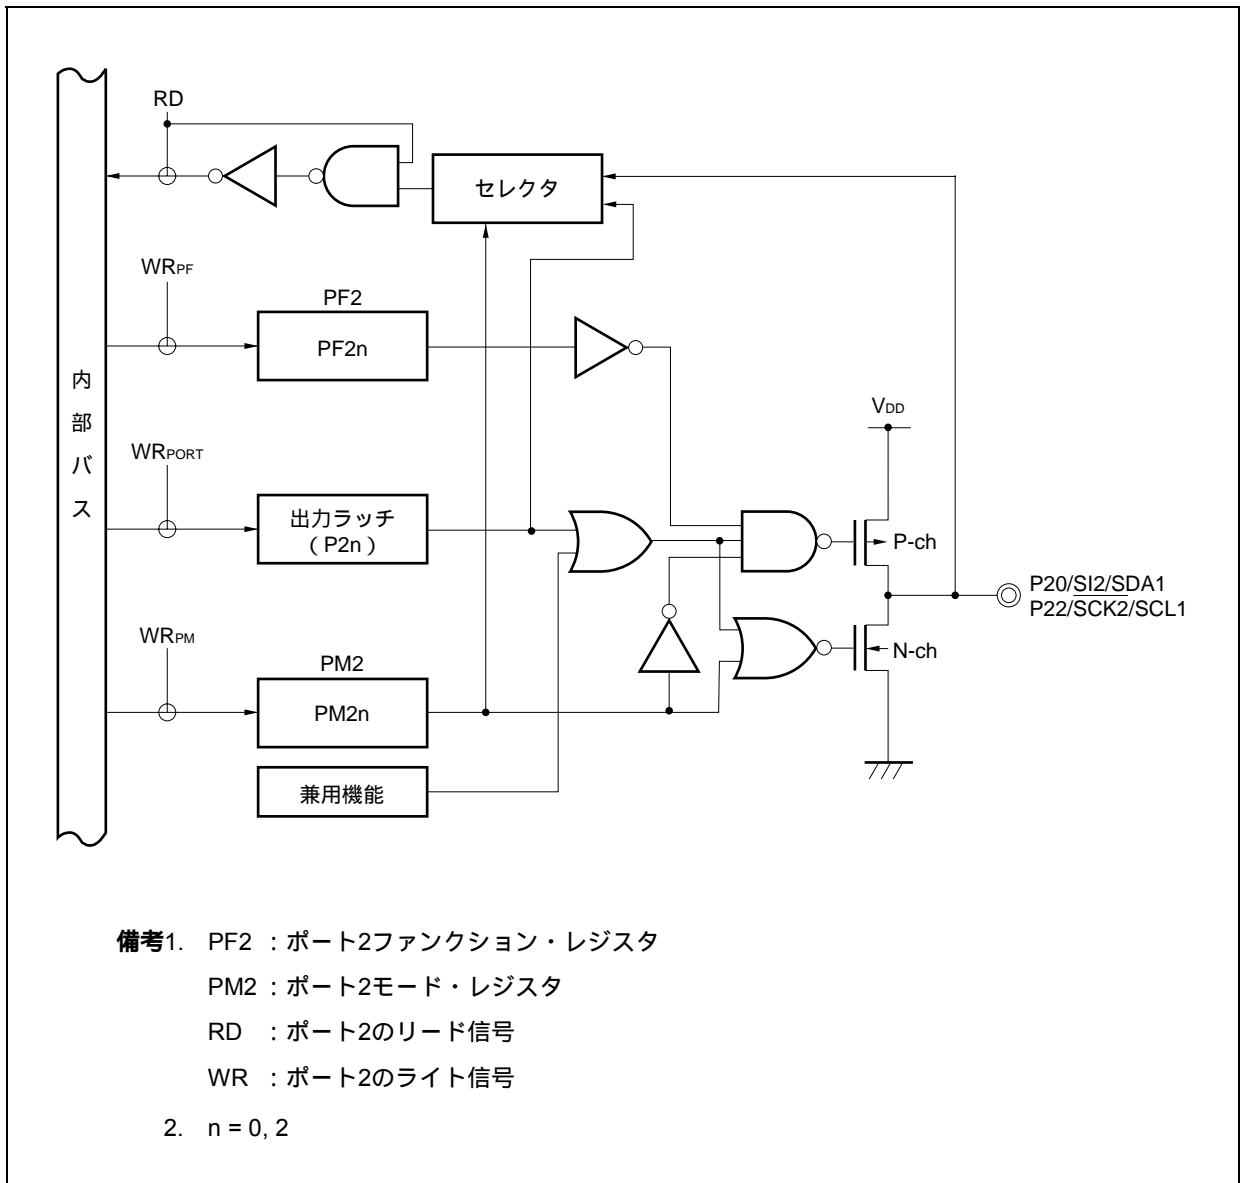 RD
セレクタ
WRPF
PF2
PF2n
内部バス
VDD
WRPORT
出力ラッチ
(P2n)
P-ch
P20/SI2/SDA1
P22/SCK2/SCL1
WRPM
N-ch
PM2
PM2n
兼用機能
備考1. PF2 :ポート2ファンクション・レジスタ
PM2 :ポート2モード・レジスタ
RD :ポート2のリード信号
WR :ポート2のライト信号
2. n = 0, 2